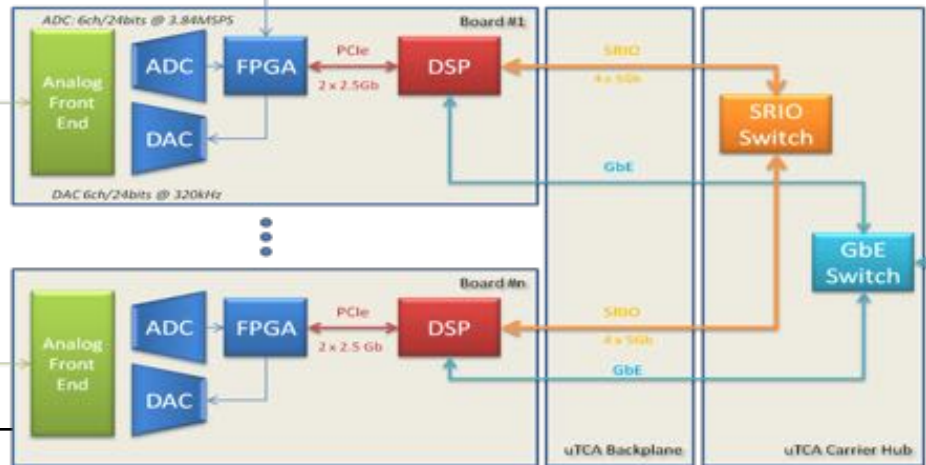 ADC: 6ch/24bits @ 3.84MSPS
Board #1
Analog
Front
End
ADC
FPGA
PCIe
2 x 2.5Gb
DSP
DAC
DAC 6ch/24bits @ 320kHz
SRIO
4 x 5Gb
GbE
SRIO
Switch
GbE
Switch
Board #n
Analog
Front
End
ADC
FPGA
PCIe
2 x 2.5 Gb
DSP
DAC
SRIO
4 x 5Gb
GbE
uTCA Backplane
uTCA Carrier Hub